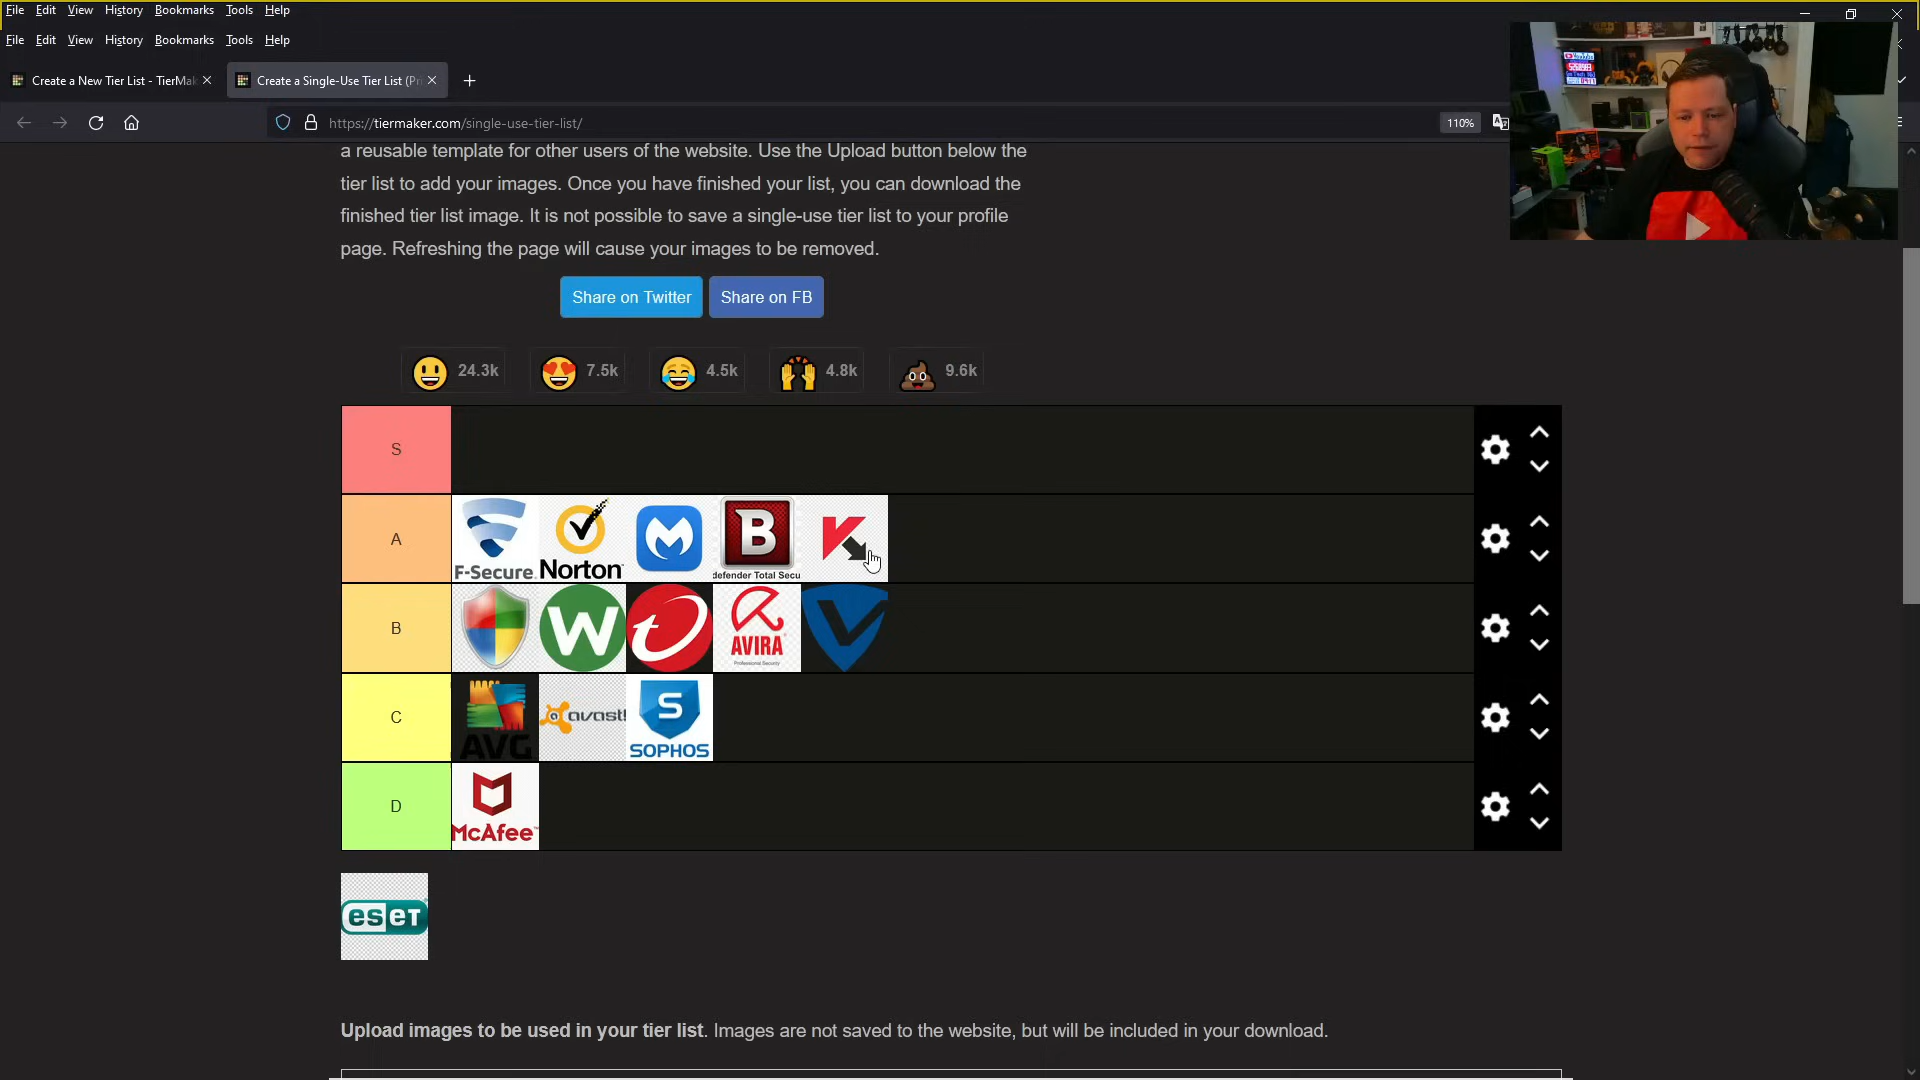 File Edit View History Bookmarks Tools Help
File Edit View History Bookmarks Tools Help
Create a New Tier List - TierMak
Create a Single-Use Tier List (Pr
https://tiermaker.com/single-use-tier-list/
110%
a reusable template for other users of the website. Use the Upload button below the
tier list to add your images. Once you have finished your list, you can download the
finished tier list image. It is not possible to save a single-use tier list to your profile
page. Refreshing the page will cause your images to be removed.
Share on Twitter Share on FB
24.3k 7.5k 4.5k 4.8k 9.6k
S
A
F-Secure. Norton B defender Total Secu
B
W AVIRA
Professional Security
C
AVG avast! S SOPHOS
D
McAfee
eset
Upload images to be used in your tier list. Images are not saved to the website, but will be included in your download.